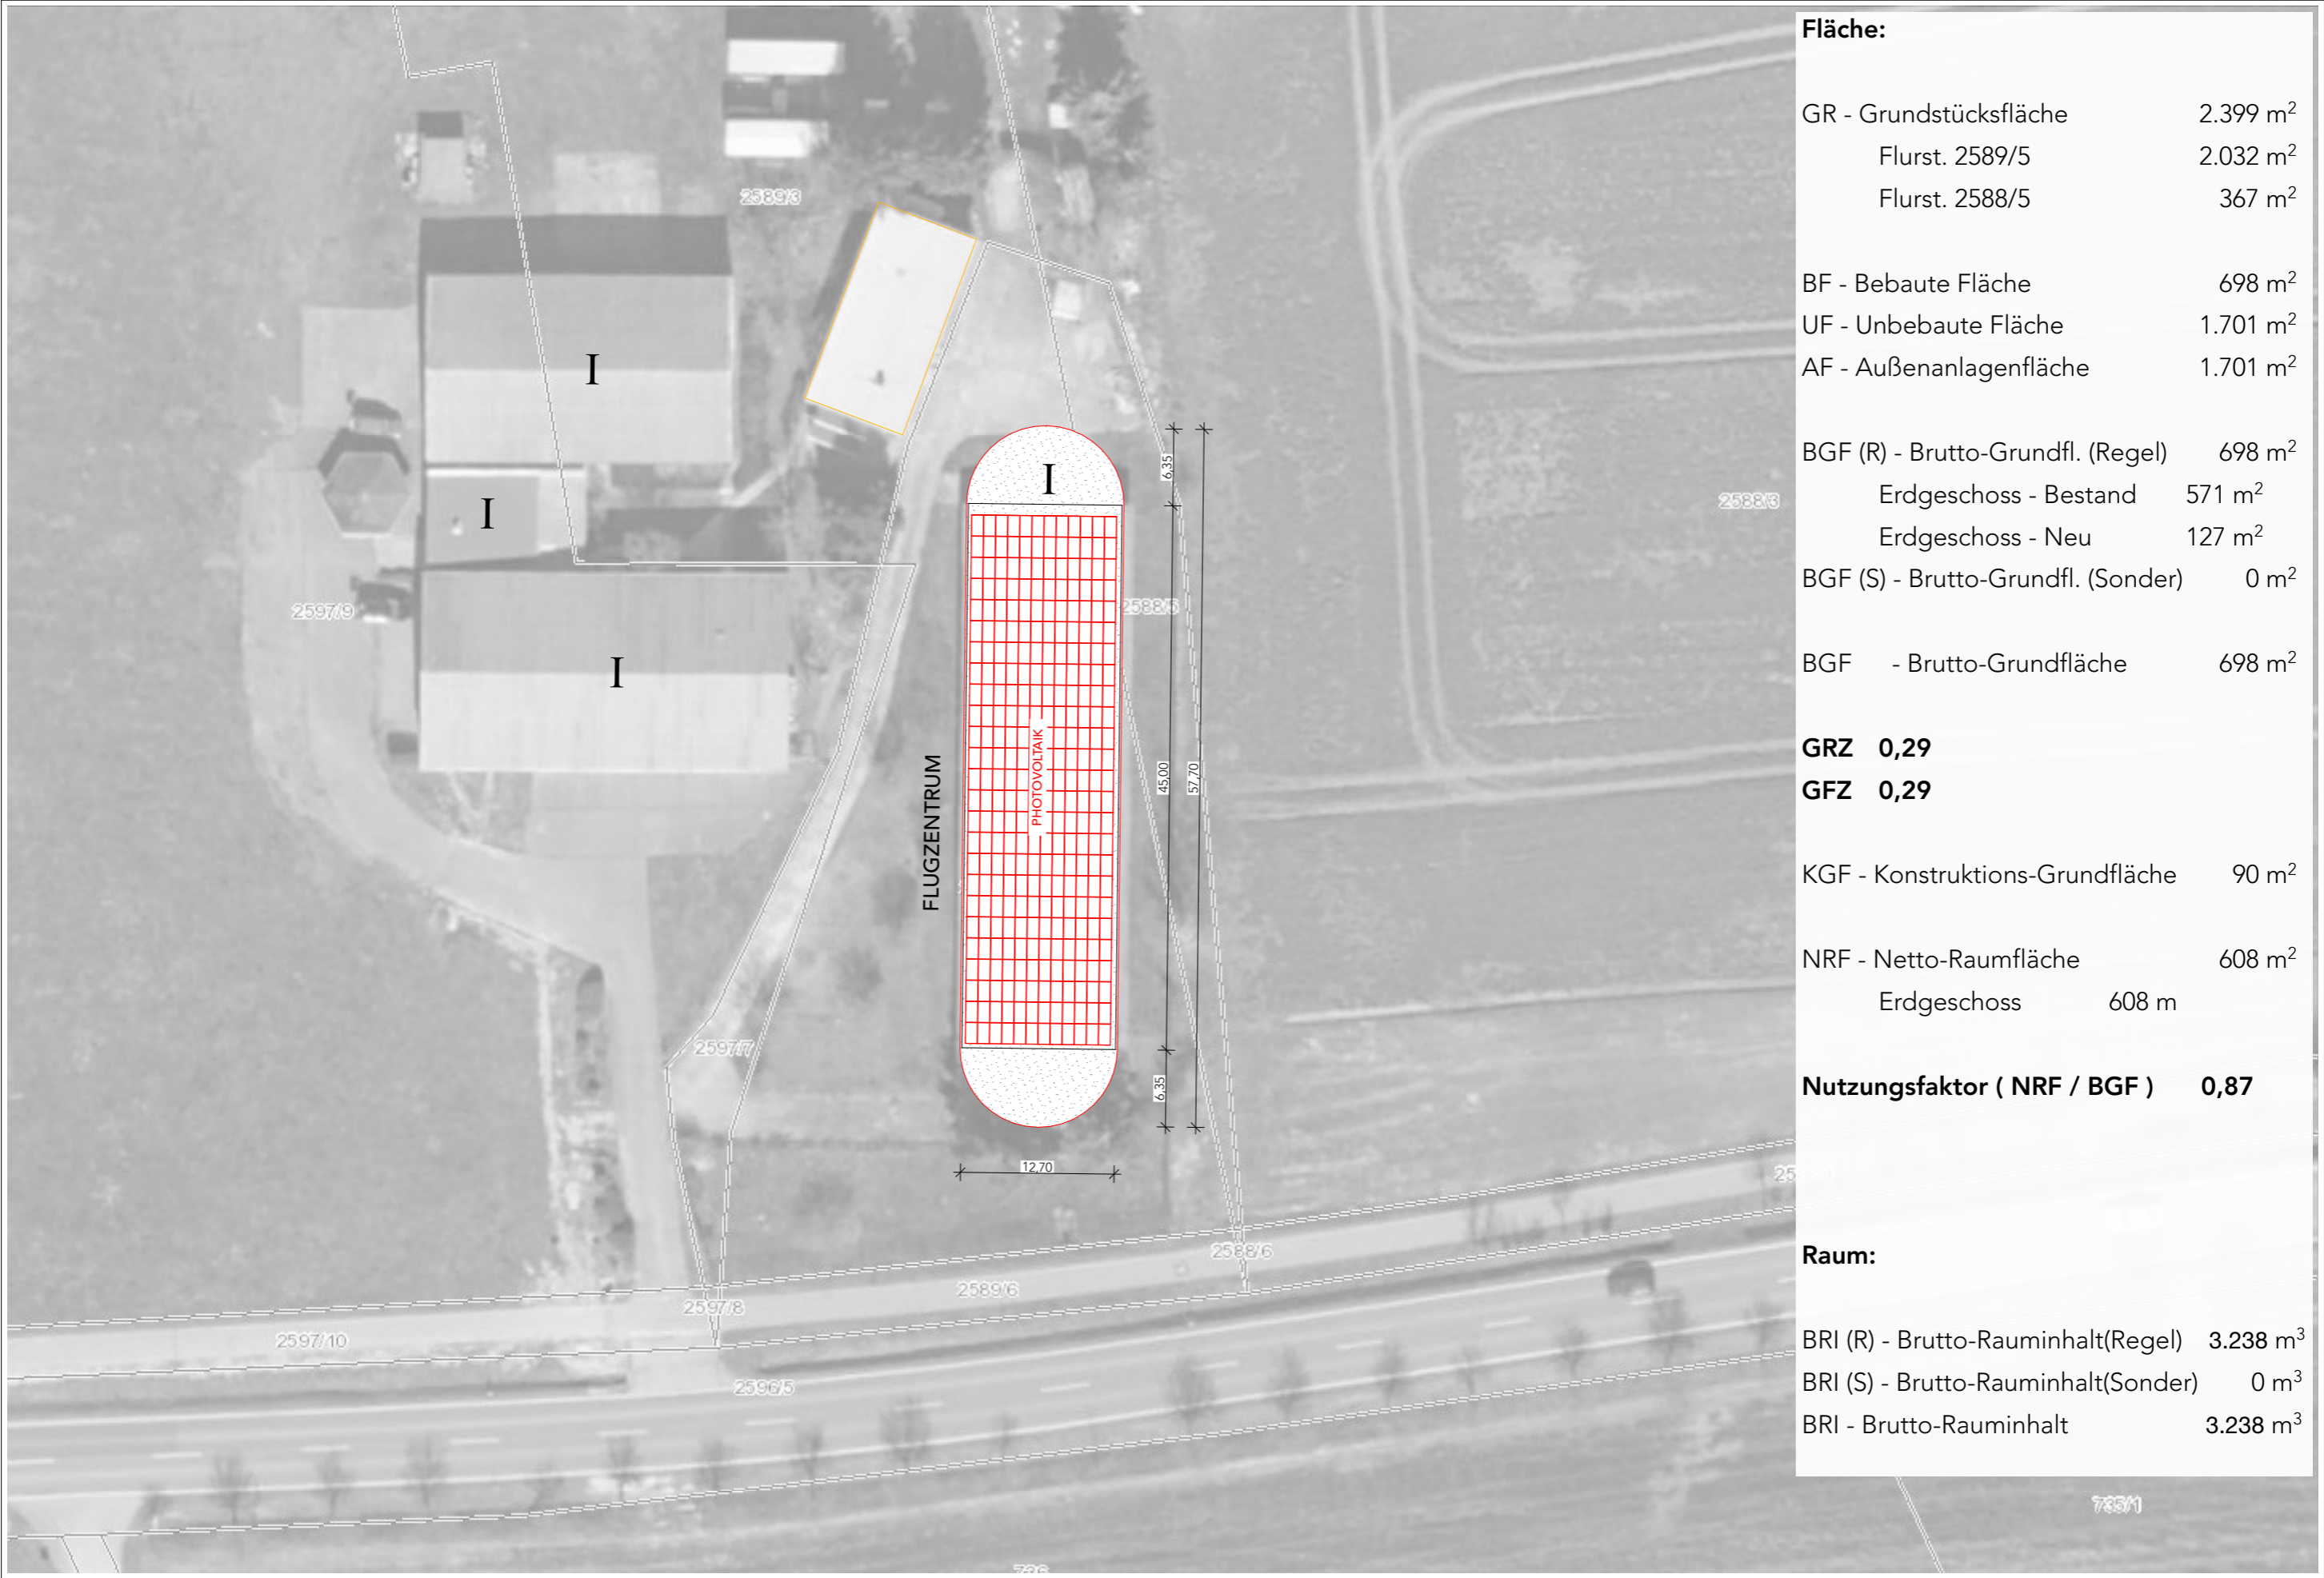 Fläche:
GR - Grundstücksfläche 2.399 m²
Flurst. 2589/5 2.032 m²
Flurst. 2588/5 367 m²
BF - Bebaute Fläche 698 m²
UF - Unbebaute Fläche 1.701 m²
AF - Außenanlagenfläche 1.701 m²
BGF (R) - Brutto-Grundfl. (Regel) 698 m²
Erdgeschoss - Bestand 571 m²
Erdgeschoss - Neu 127 m²
BGF (S) - Brutto-Grundfl. (Sonder) 0 m²
BGF - Brutto-Grundfläche 698 m²
GRZ 0,29
GFZ 0,29
KGF - Konstruktions-Grundfläche 90 m²
NRF - Netto-Raumfläche 608 m²
Erdgeschoss 608 m
Nutzungsfaktor ( NRF / BGF ) 0,87
Raum:
BRI (R) - Brutto-Rauminhalt(Regel) 3.238 m³
BRI (S) - Brutto-Rauminhalt(Sonder) 0 m³
BRI - Brutto-Rauminhalt 3.238 m³
2589/3
I
I
I
I
6,35
2588/3
2597/9
2588/5
PHOTOVOLTAIK
FLUGZENTRUM
45,00
57,70
2597/7
6,35
12,70
2588/6
2589/6
2597/8
2597/10
2596/5
735/1